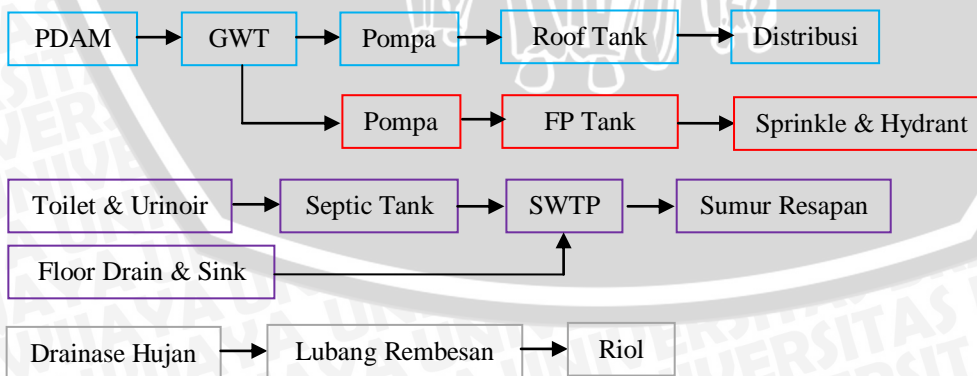 PDAM GWT Pompa Roof Tank Distribusi
Pompa FP Tank Sprinkle & Hydrant
Toilet & Urinoir Septic Tank SWTP Sumur Resapan
Floor Drain & Sink
Drainase Hujan Lubang Rembesan Riol